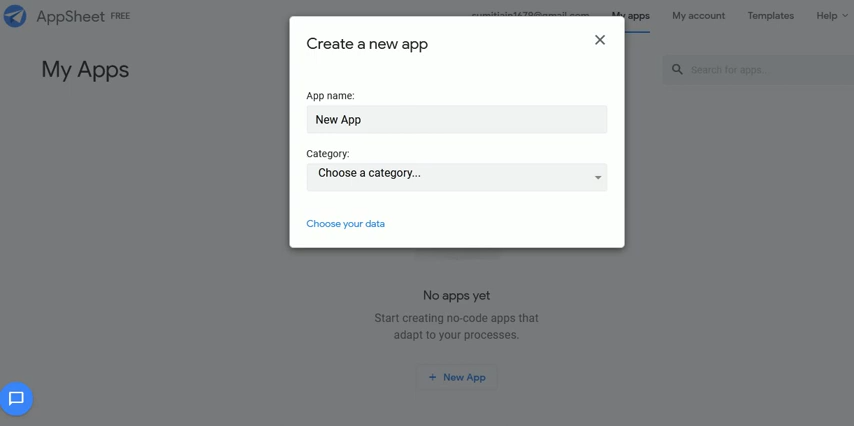 AppSheet FREE
My apps
My account
Templates
Help
My Apps
Search for apps.
Create a new app
App name:
New App
Category:
Choose a category...
Choose your data
No apps yet
Start creating no-code apps that
adapt to your processes.
+ New App